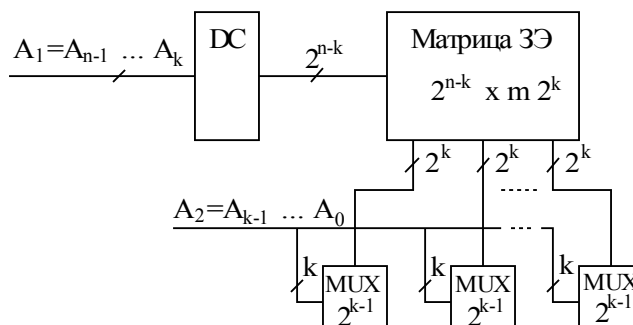 DC
Матрица ЗЭ
A₁=Aₙ₋₁ ... Aₖ
2ⁿ⁻ᵏ
2ⁿ⁻ᵏ x m 2ᵏ
2ᵏ
2ᵏ
2ᵏ
A₂=Aₖ₋₁ ... A₀
k
k
k
MUX
2ᵏ⁻¹
MUX
2ᵏ⁻¹
MUX
2ᵏ⁻¹